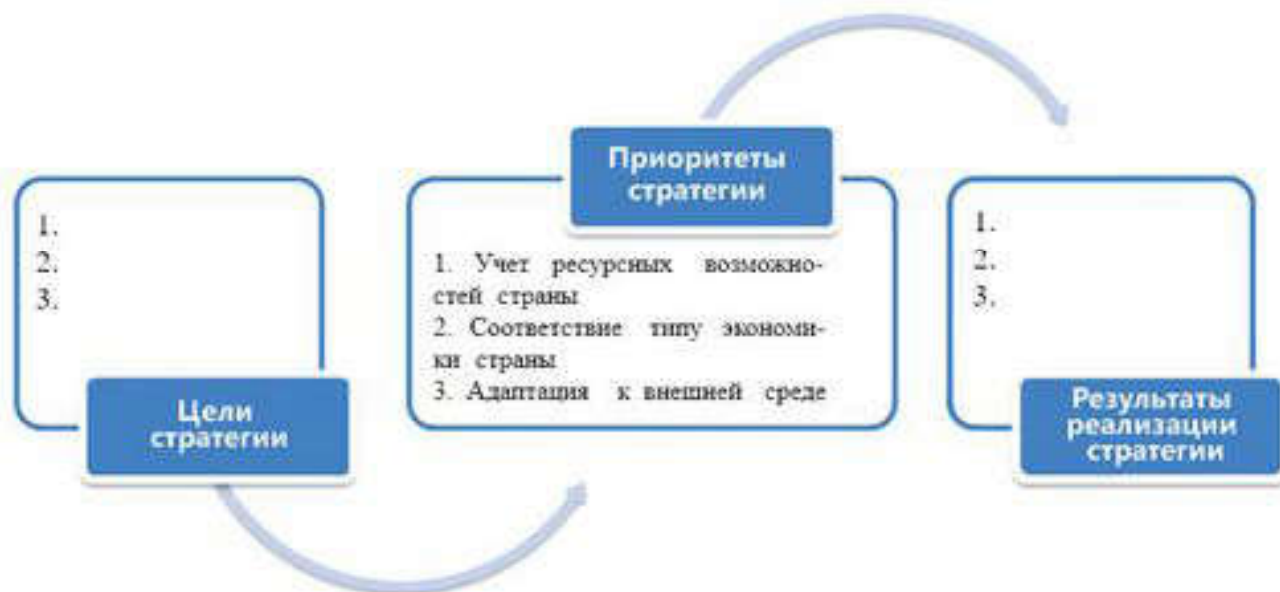 1.
2.
3.
Цели
стратегии
Приоритеты
стратегии
1. Учет ресурсных возможно-
стей страны
2. Соответствие типу экономи-
ки страны
3. Адаптация к внешней среде
1.
2.
3.
Результаты
реализации
стратегии